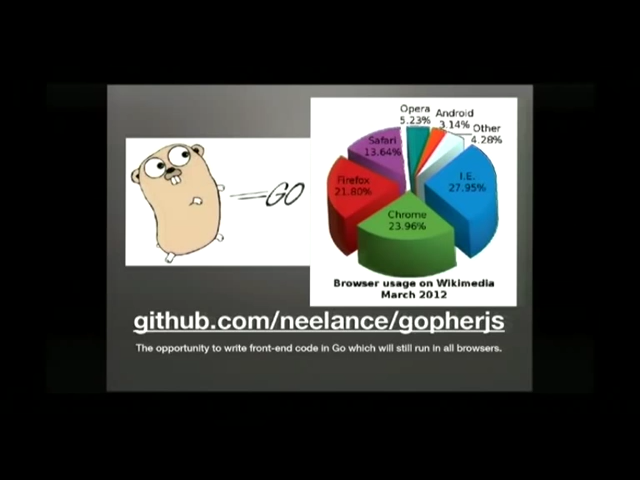 GO
Opera
5.23%
Android
3.14%
Other
4.28%
Safari
13.64%
I.E.
27.95%
Firefox
21.80%
Chrome
23.96%
Browser usage on Wikimedia
March 2012
github.com/neelance/gopherjs
The opportunity to write front-end code in Go which will still run in all browsers.